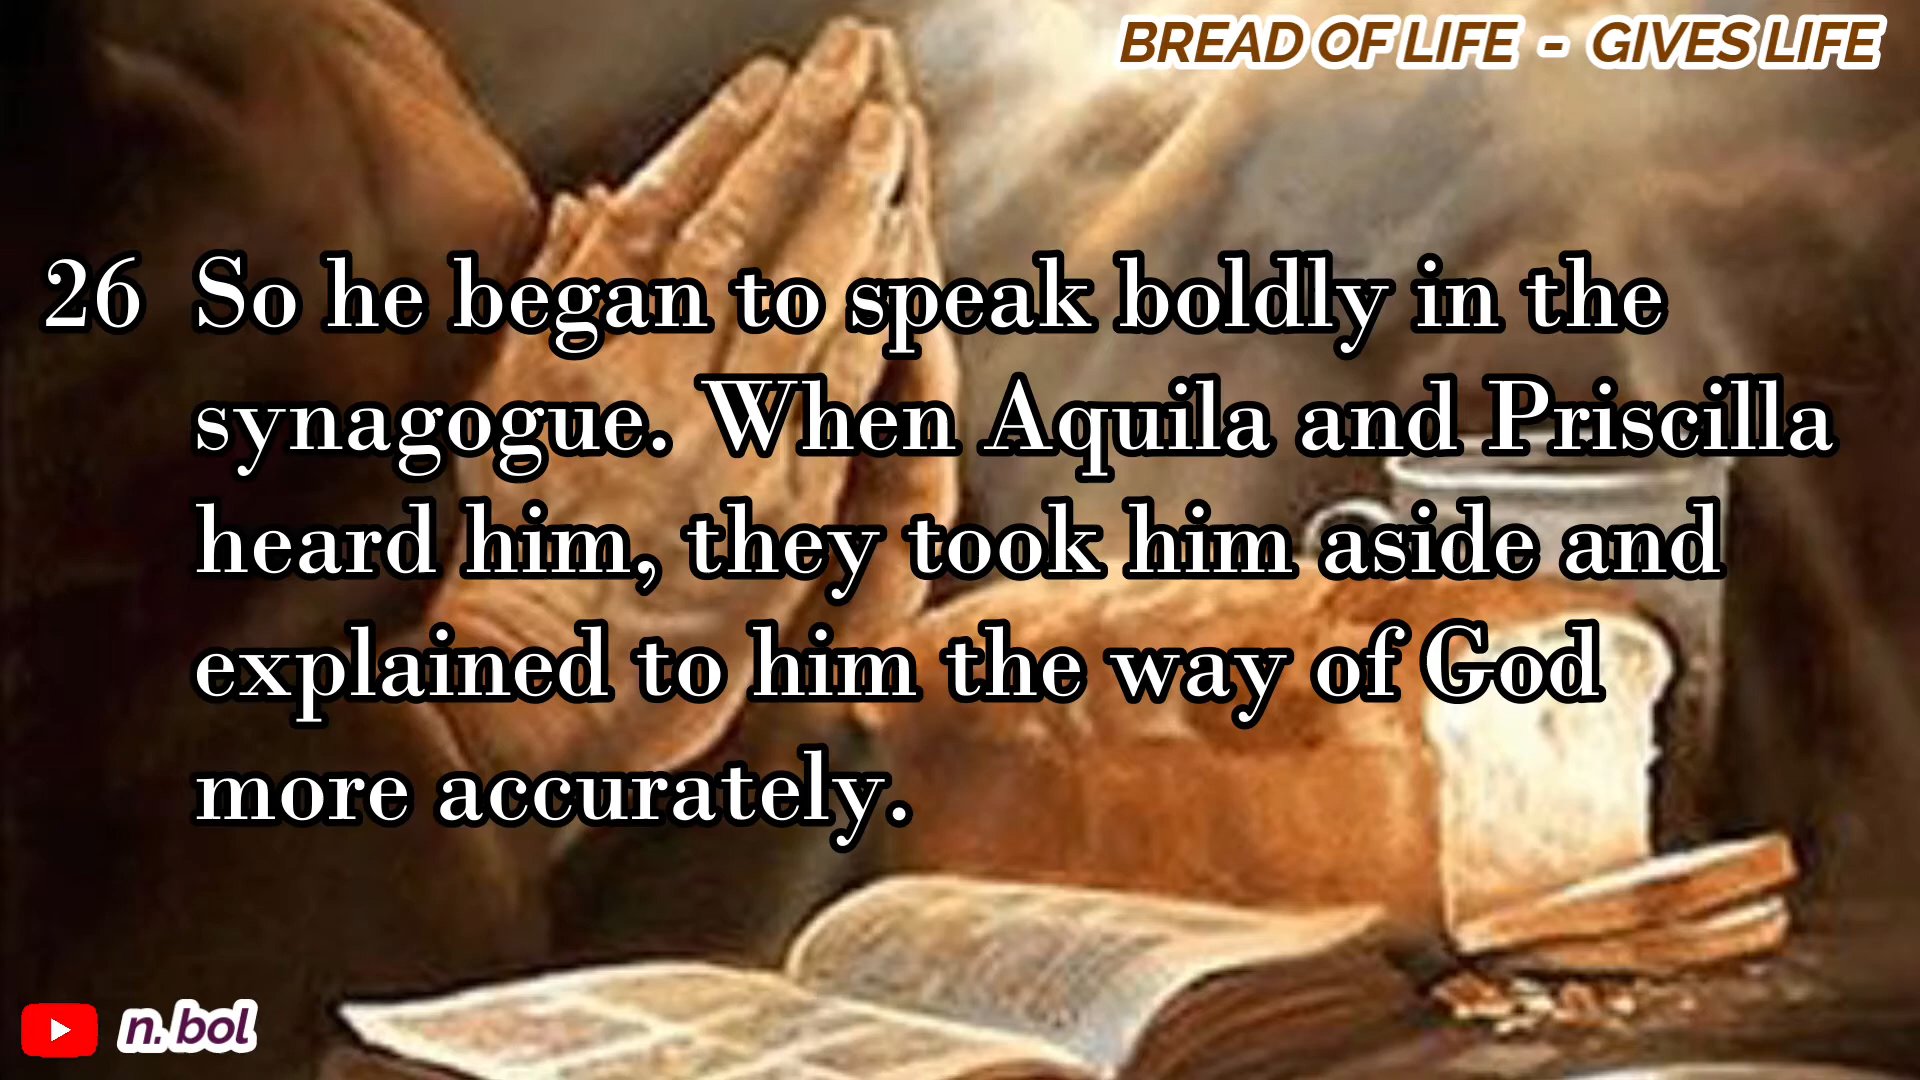 BREAD OF LIFE - GIVES LIFE
26 So he began to speak boldly in the
synagogue. When Aquila and Priscilla
heard him, they took him aside and
explained to him the way of God
more accurately.
n. bol